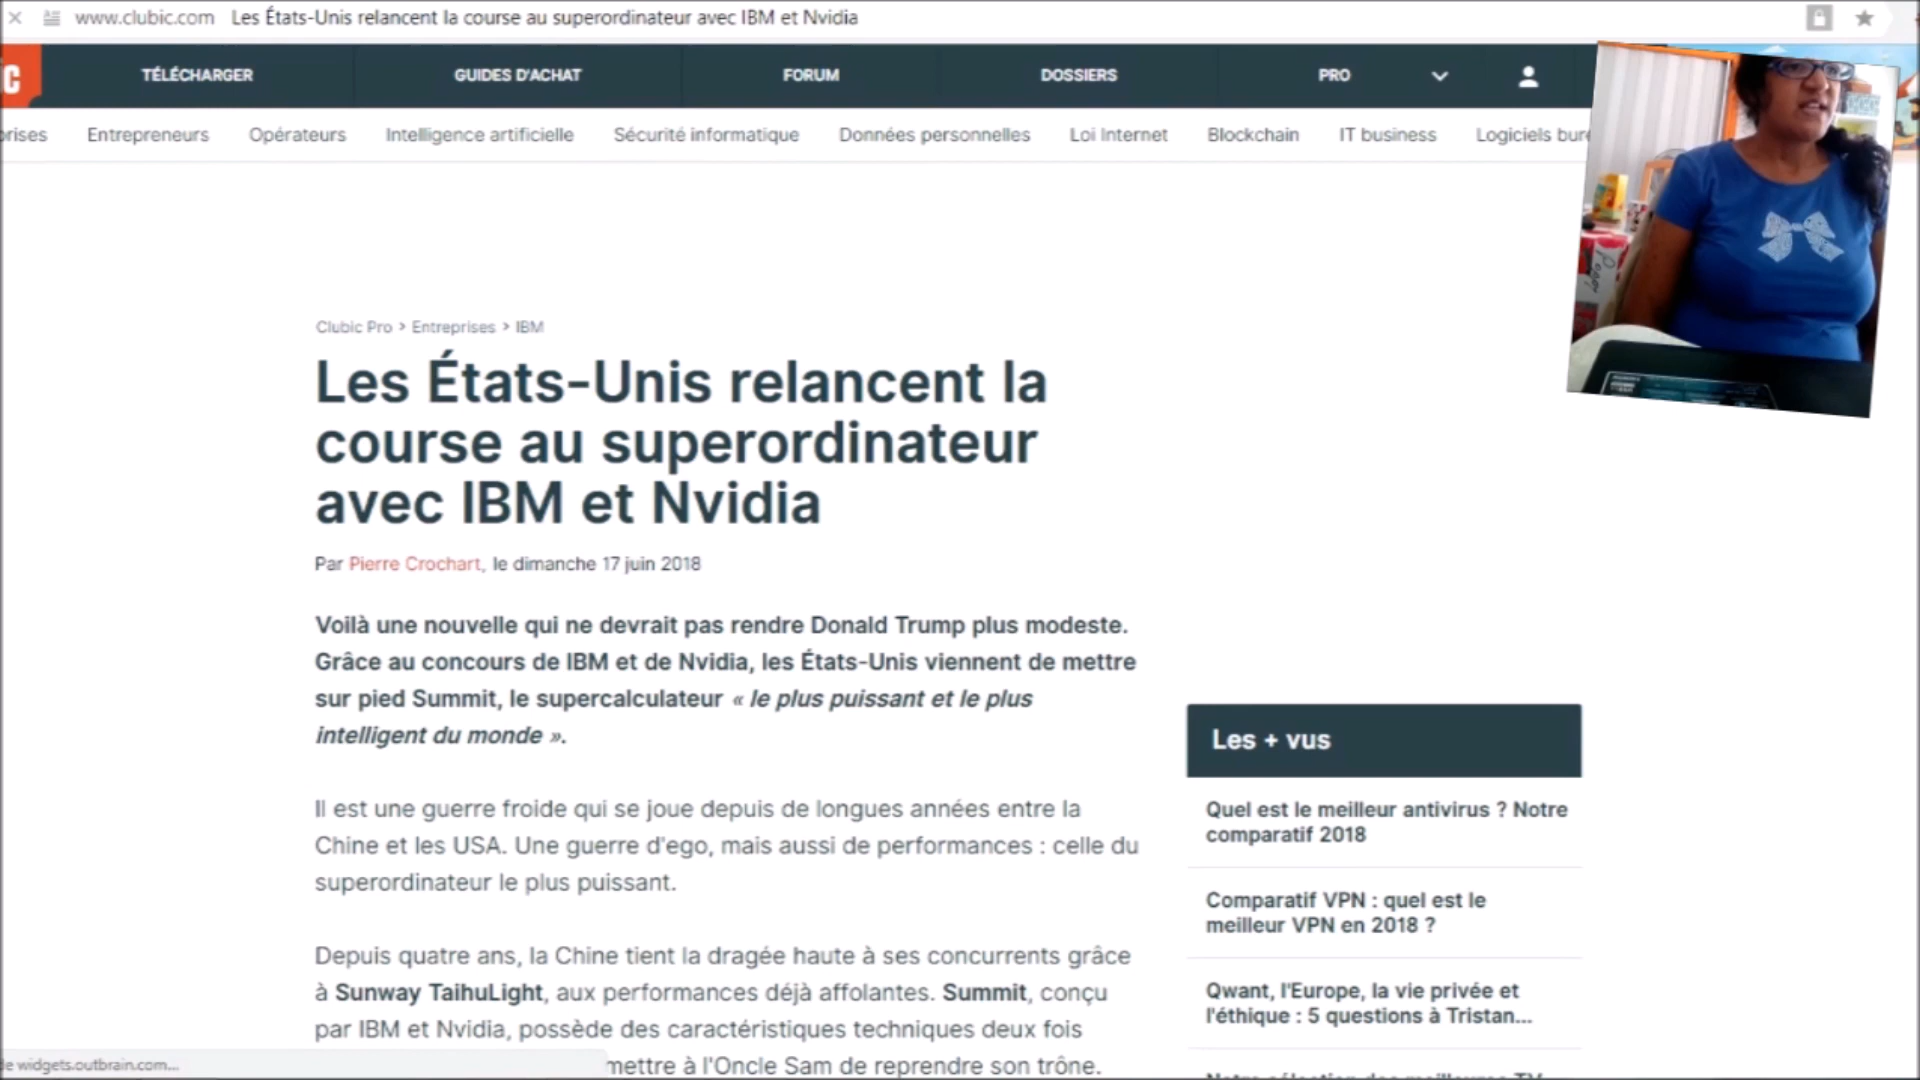 www.clubic.com Les États-Unis relancent la course au superordinateur avec IBM et Nvidia
TÉLÉCHARGER GUIDES D'ACHAT FORUM DOSSIERS PRO
Entrepreneurs Opérateurs Intelligence artificielle Sécurité informatique Données personnelles Loi Internet Blockchain IT business Logiciels
Clubic Pro > Entreprises > IBM
Les États-Unis relancent la
course au superordinateur
avec IBM et Nvidia
Par Pierre Crochart, le dimanche 17 juin 2018
Voilà une nouvelle qui ne devrait pas rendre Donald Trump plus modeste.
Grâce au concours de IBM et de Nvidia, les États-Unis viennent de mettre
sur pied Summit, le supercalculateur « le plus puissant et le plus
intelligent du monde ».
Il est une guerre froide qui se joue depuis de longues années entre la
Chine et les USA. Une guerre d'ego, mais aussi de performances : celle du
superordinateur le plus puissant.
Depuis quatre ans, la Chine tient la dragée haute à ses concurrents grâce
à Sunway TaihuLight, aux performances déjà affolantes. Summit, conçu
par IBM et Nvidia, possède des caractéristiques techniques deux fois
mettre à l'Oncle Sam de reprendre son trône.
Les + vus
Quel est le meilleur antivirus ? Notre
comparatif 2018
Comparatif VPN : quel est le
meilleur VPN en 2018 ?
Qwant, l'Europe, la vie privée et
l'éthique : 5 questions à Tristan...
de widgets.outbrain.com...